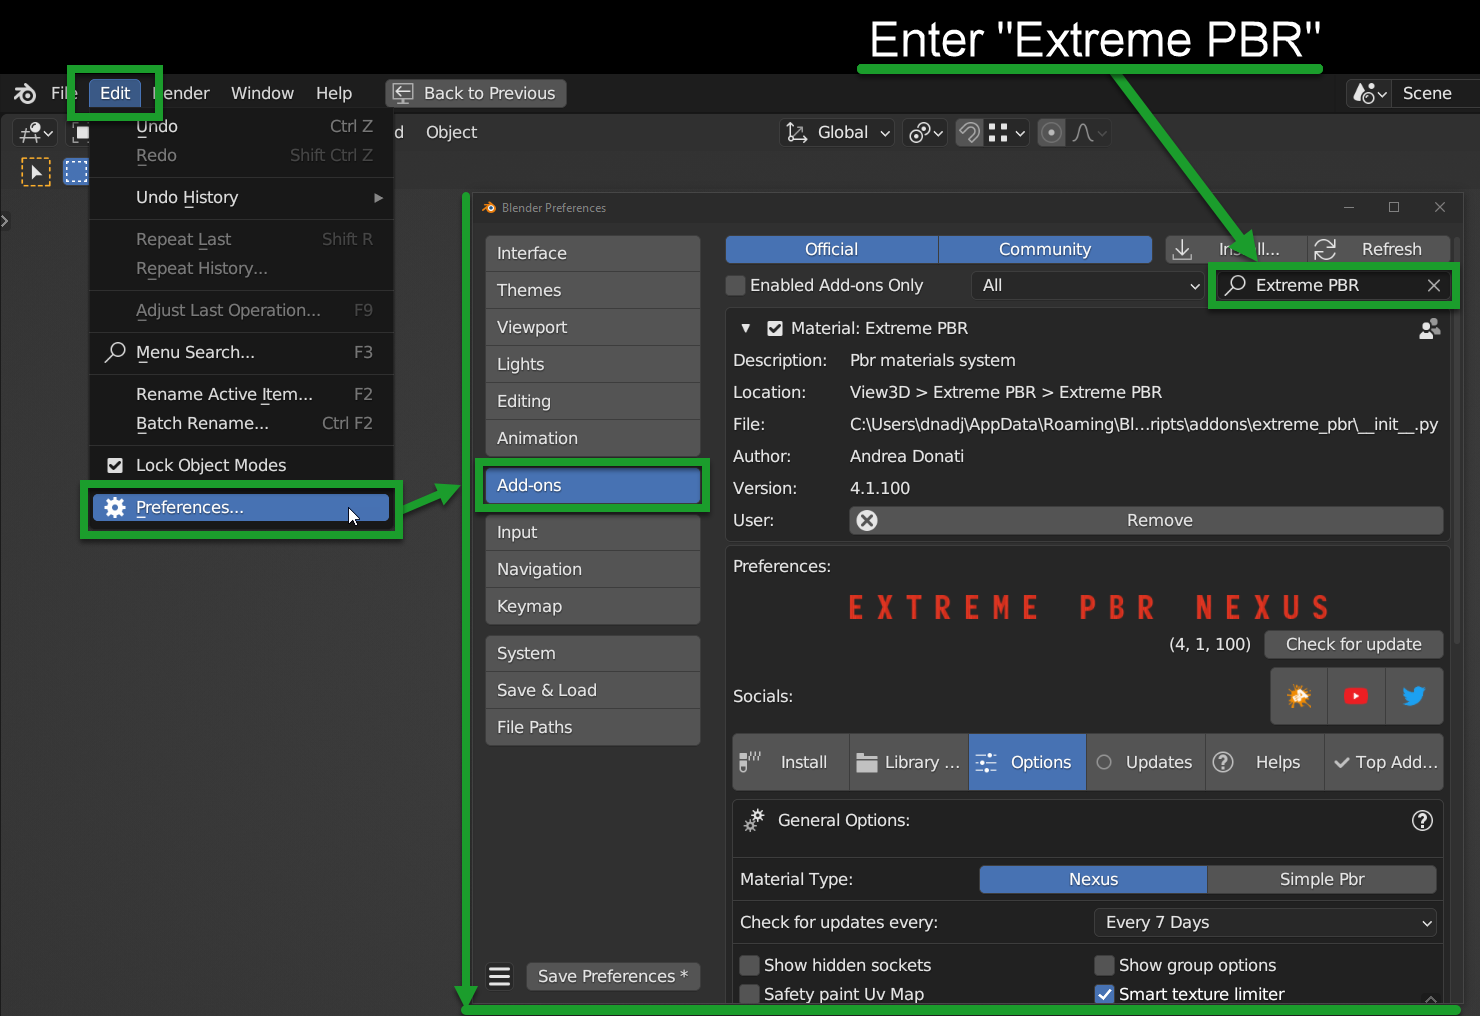 Enter "Extreme PBR"
File Edit Render Window Help Back to Previous Scene
Object Global
Undo Ctrl Z
Redo Shift Ctrl Z
Undo History
Repeat Last Shift R
Repeat History...
Adjust Last Operation... F9
Menu Search... F3
Rename Active Item... F2
Batch Rename... Ctrl F2
Lock Object Modes
Preferences...
Blender Preferences
Interface
Themes
Viewport
Lights
Editing
Animation
Add-ons
Input
Navigation
Keymap
System
Save & Load
File Paths
Save Preferences *
Official Community Install... Refresh
Enabled Add-ons Only All Extreme PBR
Material: Extreme PBR
Description: Pbr materials system
Location: View3D > Extreme PBR > Extreme PBR
File: C:\Users\dnadj\AppData\Roaming\Bl...ripts\addons\extreme_pbr\__init__.py
Author: Andrea Donati
Version: 4.1.100
User: Remove
Preferences:
EXTREME PBR NEXUS
(4, 1, 100) Check for update
Socials:
Install Library ... Options Updates Helps Top Add...
General Options:
Material Type: Nexus Simple Pbr
Check for updates every: Every 7 Days
Show hidden sockets Show group options
Safety paint Uv Map Smart texture limiter